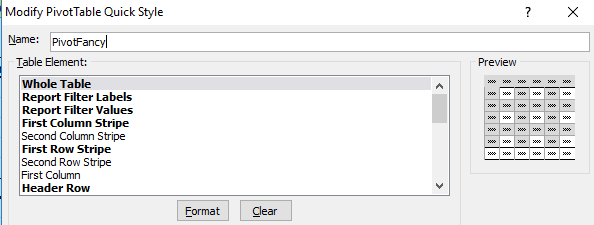 Modify PivotTable Quick Style ? ×
Name: PivotFancy
Table Element: Preview
Whole Table
Report Filter Labels
Report Filter Values
First Column Stripe
Second Column Stripe
First Row Stripe
Second Row Stripe
First Column
Header Row
Format Clear